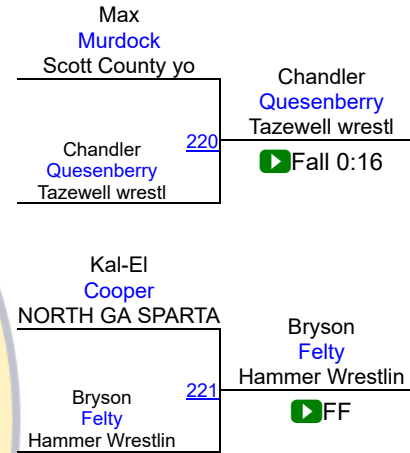 Max
Murdock
Scott County yo
Chandler
Quesenberry
Tazewell wrestl
220
Chandler
Quesenberry
Tazewell wrestl
Fall 0:16
Kal-El
Cooper
NORTH GA SPARTA
Bryson
Felty
Hammer Wrestlin
221
Bryson
Felty
Hammer Wrestlin
FF